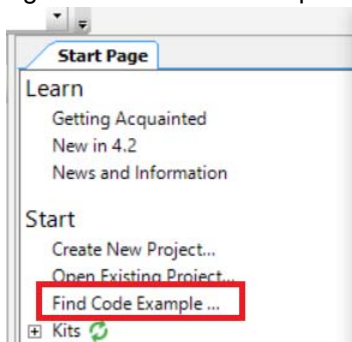 Start Page
Learn
Getting Acquainted
New in 4.2
News and Information
Start
Create New Project...
Open Existing Project...
Find Code Example ...
Kits